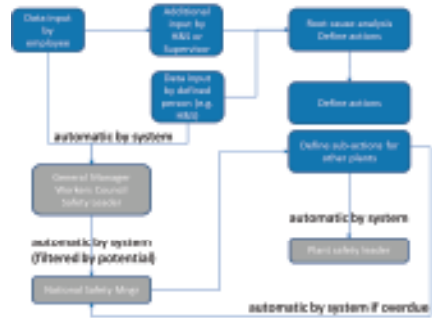 Data input
by
employee
Additional
input by
H&S or
Supervisor
Root cause analysis
Define actions
Data input
by defined
person (e.g.
H&S)
Define actions
automatic by system
Define sub-actions for
other plants
General Manager
Workers Council
Safety Leader
automatic by system
automatic by system
(filtered by potential)
Plant safety leader
National Safety Mngr
automatic by system if overdue